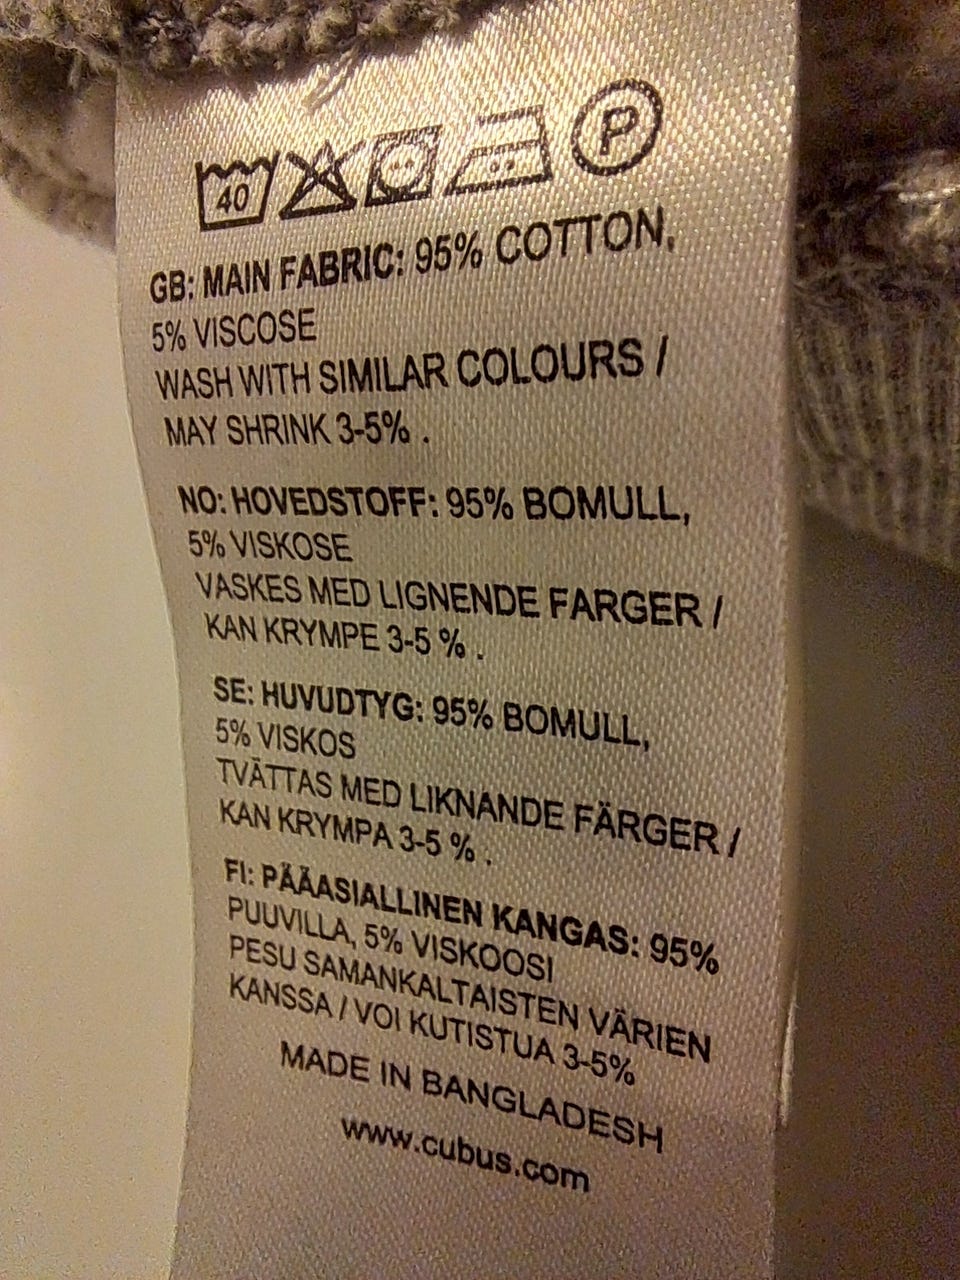 40 P
GB: MAIN FABRIC: 95% COTTON,
5% VISCOSE
WASH WITH SIMILAR COLOURS /
MAY SHRINK 3-5% .
NO: HOVEDSTOFF: 95% BOMULL,
5% VISKOSE
VASKES MED LIGNENDE FARGER /
KAN KRYMPE 3-5 % .
SE: HUVUDTYG: 95% BOMULL,
5% VISKOS
TVÄTTAS MED LIKNANDE FÄRGER /
KAN KRYMPA 3-5 % .
FI: PÄÄASIALLINEN KANGAS: 95%
PUUVILLA, 5% VISKOOSI
PESU SAMANKALTAISTEN VÄRIEN
KANSSA / VOI KUTISTUA 3-5%
MADE IN BANGLADESH
www.cubus.com